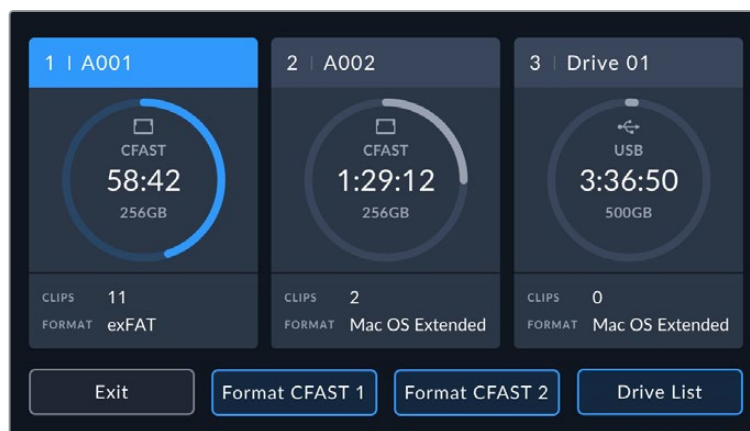 1 | A001
CFAST
58:42
256GB
CLIPS 11
FORMAT exFAT
2 | A002
CFAST
1:29:12
256GB
CLIPS 2
FORMAT Mac OS Extended
3 | Drive 01
USB
3:36:50
500GB
CLIPS 0
FORMAT Mac OS Extended
Exit
Format CFAST 1
Format CFAST 2
Drive List